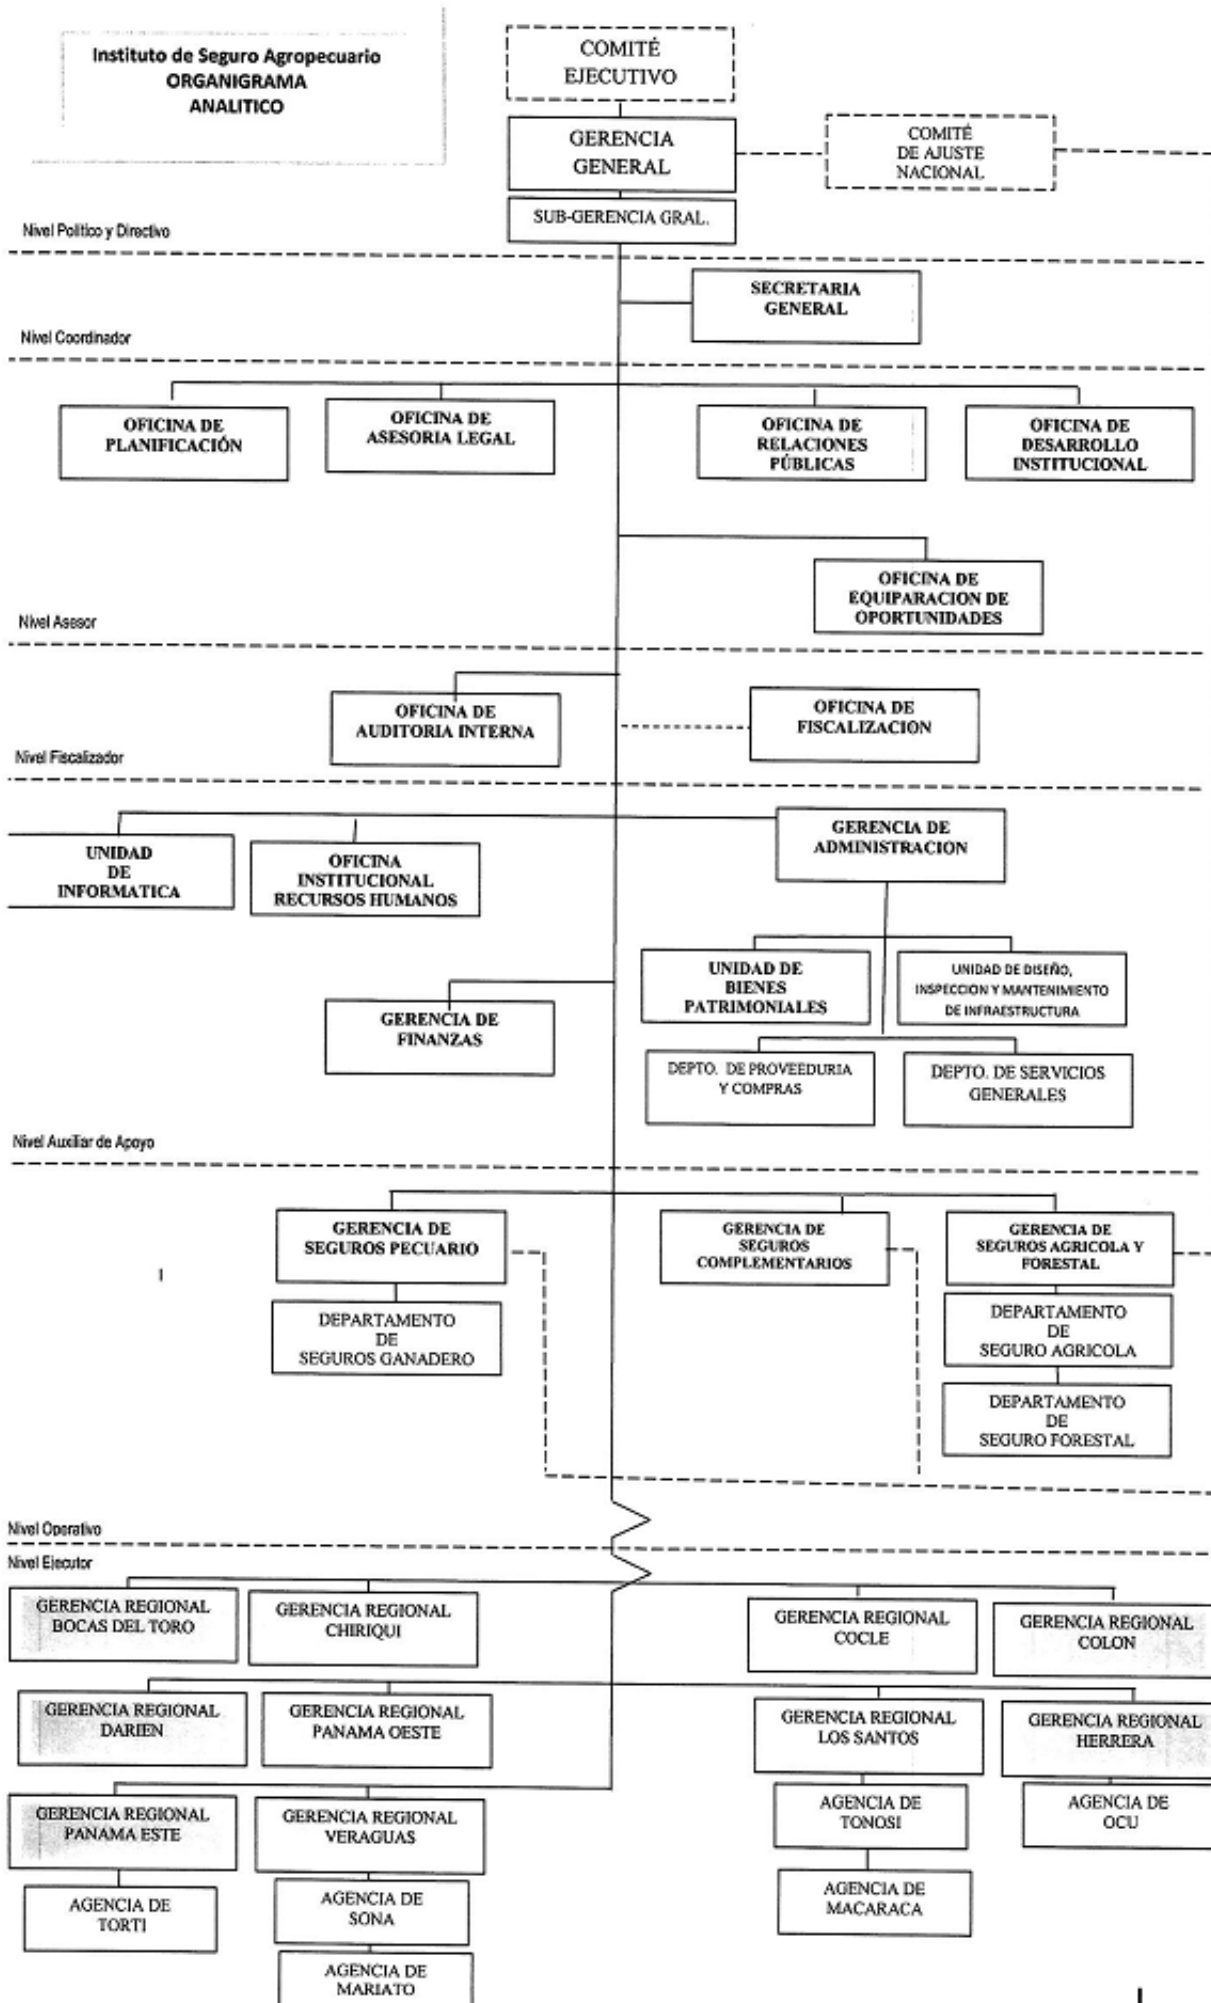 Instituto de Seguro Agropecuario
ORGANIGRAMA
ANALITICO
COMITÉ
EJECUTIVO
GERENCIA
GENERAL
COMITÉ
DE AJUSTE
NACIONAL
SUB-GERENCIA GRAL.
Nivel Politico y Directivo
SECRETARIA
GENERAL
Nivel Coordinador
OFICINA DE
PLANIFICACIÓN
OFICINA DE
ASESORIA LEGAL
OFICINA DE
RELACIONES
PÚBLICAS
OFICINA DE
DESARROLLO
INSTITUCIONAL
OFICINA DE
EQUIPARACION DE
OPORTUNIDADES
Nivel Asesor
OFICINA DE
AUDITORIA INTERNA
OFICINA DE
FISCALIZACION
Nivel Fiscalizador
UNIDAD
DE
INFORMATICA
OFICINA
INSTITUCIONAL
RECURSOS HUMANOS
GERENCIA DE
ADMINISTRACION
UNIDAD DE
BIENES
PATRIMONIALES
UNIDAD DE DISEÑO,
INSPECCION Y MANTENIMIENTO
DE INFRAESTRUCTURA
GERENCIA DE
FINANZAS
DEPTO. DE PROVEEDURIA
Y COMPRAS
DEPTO. DE SERVICIOS
GENERALES
Nivel Auxiliar de Apoyo
GERENCIA DE
SEGUROS PECUARIO
GERENCIA DE
SEGUROS
COMPLEMENTARIOS
GERENCIA DE
SEGUROS AGRICOLA Y
FORESTAL
DEPARTAMENTO
DE
SEGUROS GANADERO
DEPARTAMENTO
DE
SEGURO AGRICOLA
DEPARTAMENTO
DE
SEGURO FORESTAL
Nivel Operativo
Nivel Ejecutor
GERENCIA REGIONAL
BOCAS DEL TORO
GERENCIA REGIONAL
CHIRIQUI
GERENCIA REGIONAL
COCLE
GERENCIA REGIONAL
COLON
GERENCIA REGIONAL
DARIEN
GERENCIA REGIONAL
PANAMA OESTE
GERENCIA REGIONAL
LOS SANTOS
GERENCIA REGIONAL
HERRERA
GERENCIA REGIONAL
PANAMA ESTE
GERENCIA REGIONAL
VERAGUAS
AGENCIA DE
TONOSI
AGENCIA DE
OCU
AGENCIA DE
TORTI
AGENCIA DE
SONA
AGENCIA DE
MACARACA
AGENCIA DE
MARIATO